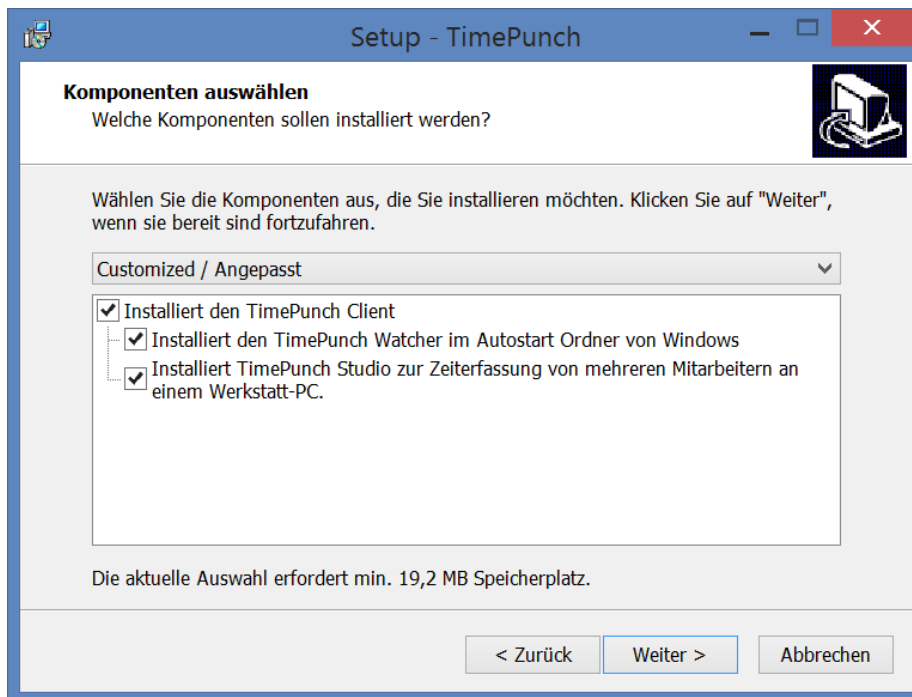 Setup - TimePunch
Komponenten auswählen
Welche Komponenten sollen installiert werden?
Wählen Sie die Komponenten aus, die Sie installieren möchten. Klicken Sie auf "Weiter",
wenn sie bereit sind fortzufahren.
Customized / Angepasst
Installiert den TimePunch Client
Installiert den TimePunch Watcher im Autostart Ordner von Windows
Installiert TimePunch Studio zur Zeiterfassung von mehreren Mitarbeitern an
einem Werkstatt-PC.
Die aktuelle Auswahl erfordert min. 19,2 MB Speicherplatz.
< Zurück
Weiter >
Abbrechen